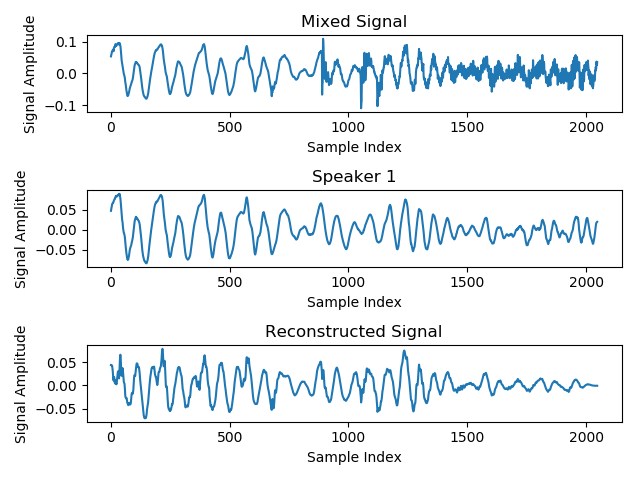 Mixed Signal
Signal Amplitude
0.1
0.0
−0.1
0
500
1000
1500
2000
Sample Index
Speaker 1
Signal Amplitude
0.05
0.00
−0.05
0
500
1000
1500
2000
Sample Index
Reconstructed Signal
Signal Amplitude
0.05
0.00
−0.05
0
500
1000
1500
2000
Sample Index